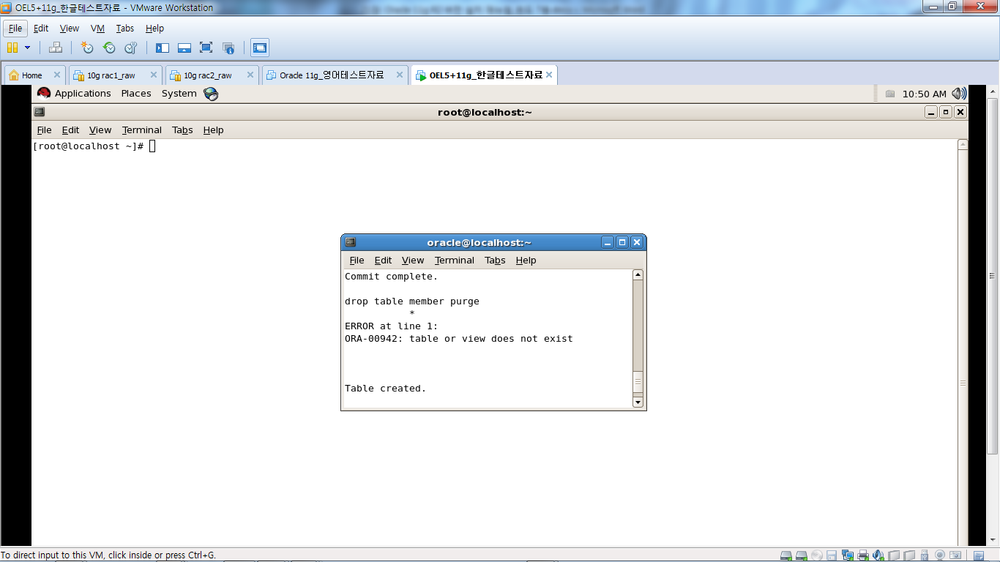 OEL5+11g_한글테스트자료 - VMware Workstation
File Edit View VM Tabs Help
Home 10g rac1_raw 10g rac2_raw Oracle 11g_영어테스트자료 OEL5+11g_한글테스트자료
Applications Places System 10:50 AM
root@localhost:~
File Edit View Terminal Tabs Help
[root@localhost ~]#
oracle@localhost:~
File Edit View Terminal Tabs Help
Commit complete.
drop table member purge
*
ERROR at line 1:
ORA-00942: table or view does not exist
Table created.
To direct input to this VM, click inside or press Ctrl+G.